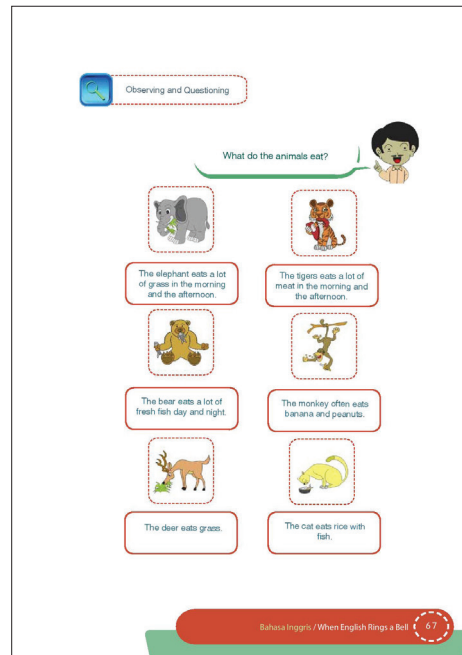 Observing and Questioning
What do the animals eat?
The elephant eats a lot
of grass in the morning
and the afternoon.
The tigers eats a lot of
meat in the morning and
the afternoon.
The bear eats a lot of
fresh fish day and night.
The monkey often eats
banana and peanuts.
The deer eats grass.
The cat eats rice with
fish.
Bahasa Inggris / When English Rings a Bell 67